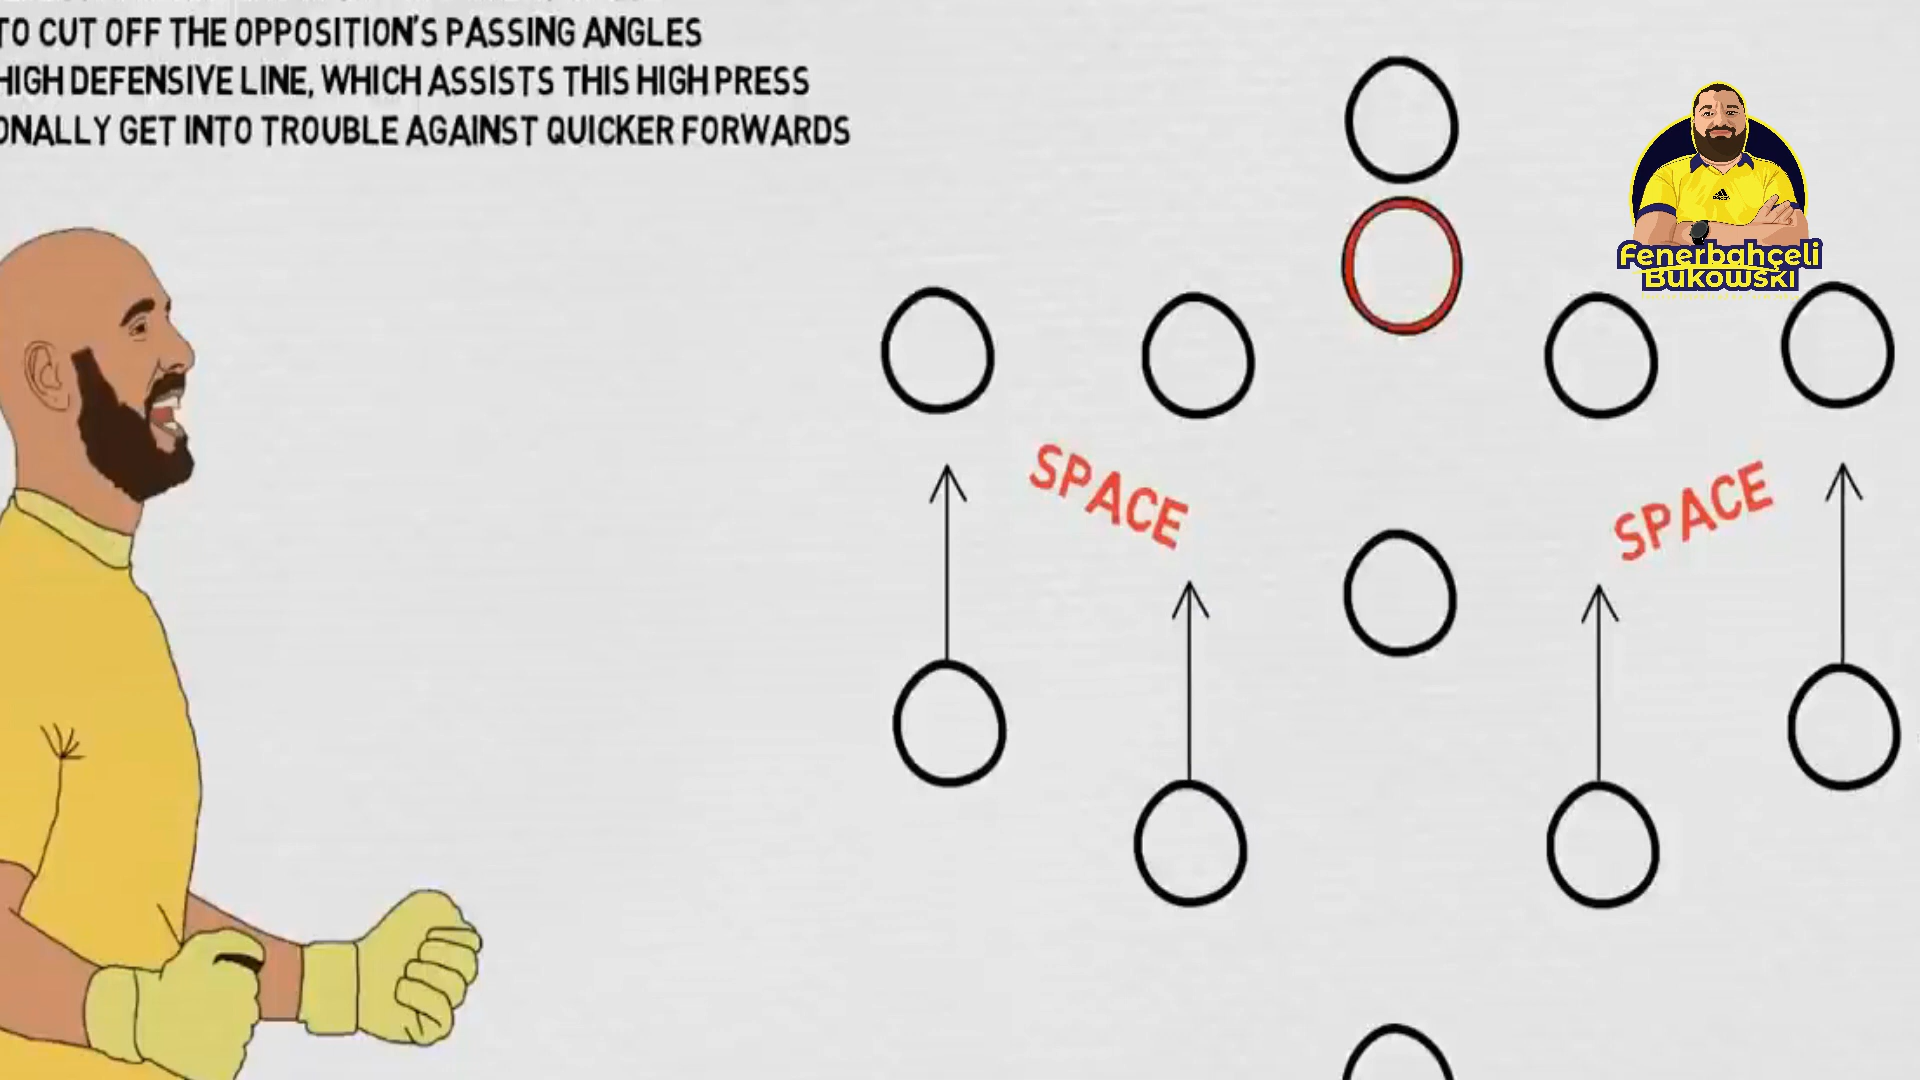 TO CUT OFF THE OPPOSITION'S PASSING ANGLES
HIGH DEFENSIVE LINE, WHICH ASSISTS THIS HIGH PRESS
ONALLY GET INTO TROUBLE AGAINST QUICKER FORWARDS
Fenerbahçeli
Bukowski
SPACE
SPACE